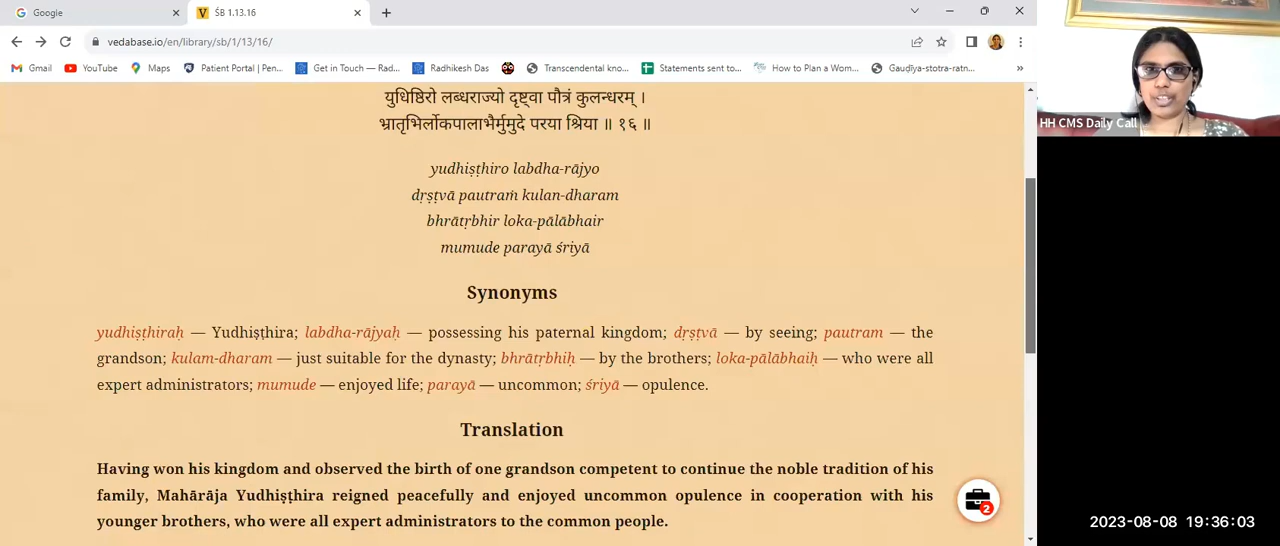 Google
ŚB 1.13.16
vedabase.io/en/library/sb/1/13/16/
Gmail
YouTube
Maps
Patient Portal | Pen...
Get in Touch — Rad...
Radhikesh Das
Transcendental kno...
Statements sent to...
How to Plan a Wom...
Gauḍīya-stotra-ratn...
»
युधिष्ठिरो लब्धराज्यो द‍ृष्ट्वा पौत्रं कुलन्धरम् ।
भ्रातृभिर्लोकपालाभैर्मुमुदे परया श्रिया ॥ १६ ॥
yudhiṣṭhiro labdha-rājyo
dṛṣṭvā pautraṁ kulan-dharam
bhrātṛbhir loka-pālābhair
mumude parayā śriyā
Synonyms
yudhiṣṭhiraḥ — Yudhiṣṭhira; labdha-rājyaḥ — possessing his paternal kingdom; dṛṣṭvā — by seeing; pautram — the
grandson; kulam-dharam — just suitable for the dynasty; bhrātṛbhiḥ — by the brothers; loka-pālābhaiḥ — who were all
expert administrators; mumude — enjoyed life; parayā — uncommon; śriyā — opulence.
Translation
Having won his kingdom and observed the birth of one grandson competent to continue the noble tradition of his
family, Mahārāja Yudhiṣṭhira reigned peacefully and enjoyed uncommon opulence in cooperation with his
younger brothers, who were all expert administrators to the common people.
2
HH CMS Daily Call
2023-08-08 19:36:03